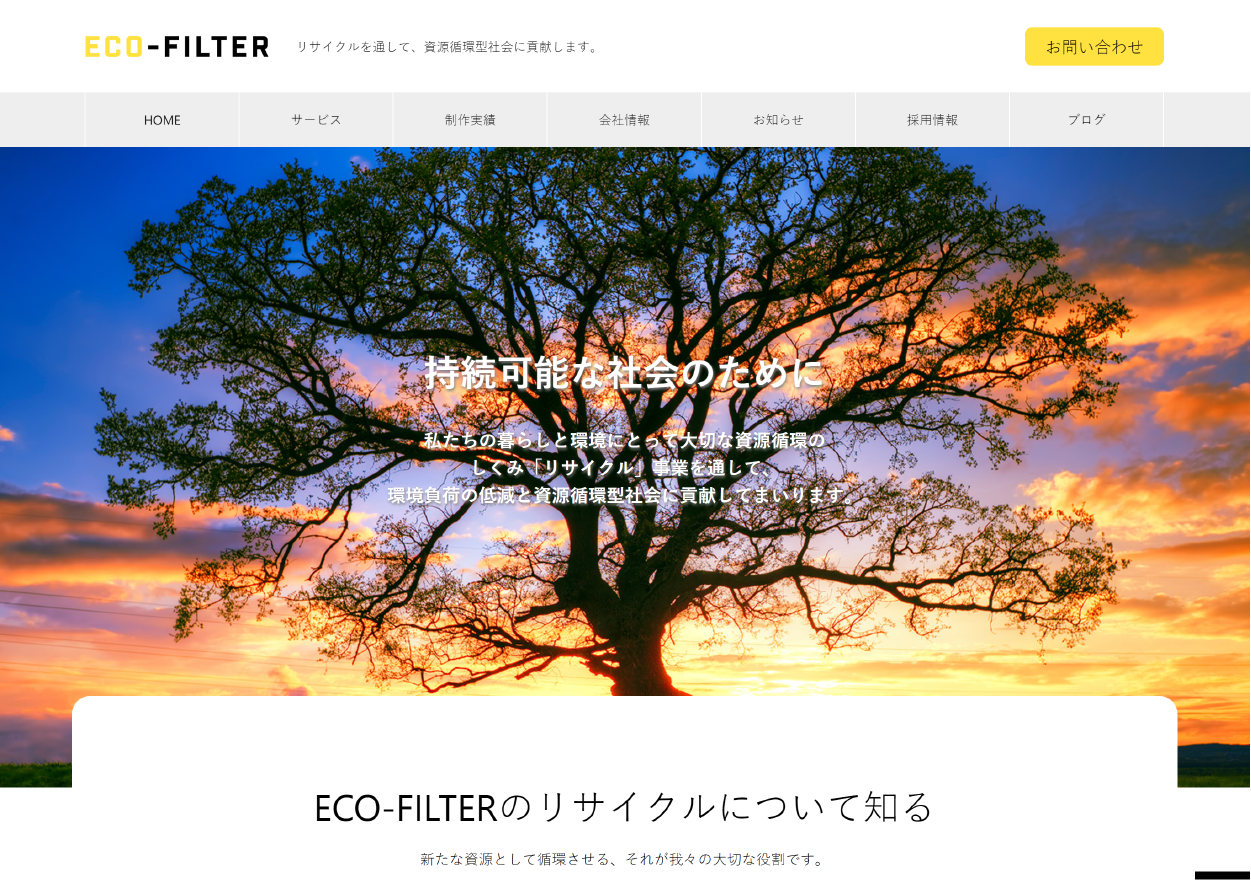 ECO-FILTER
リサイクルを通して、資源循環型社会に貢献します。
お問い合わせ
HOME
サービス
制作実績
会社情報
お知らせ
採用情報
ブログ
持続可能な社会のために
私たちの暮らしと環境にとって大切な資源循環の
しくみ「リサイクル」事業を通して、
環境負荷の低減と資源循環型社会に貢献してまいります。
ECO-FILTERのリサイクルについて知る
新たな資源として循環させる、それが我々の大切な役割です。